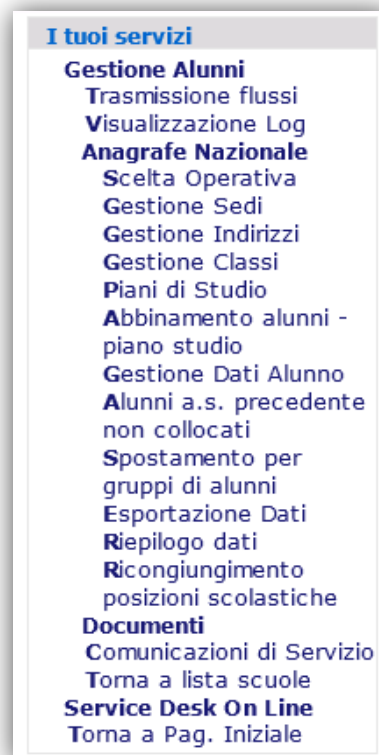 I tuoi servizi
Gestione Alunni
Trasmissione flussi
Visualizzazione Log
Anagrafe Nazionale
Scelta Operativa
Gestione Sedi
Gestione Indirizzi
Gestione Classi
Piani di Studio
Abbinamento alunni -
piano studio
Gestione Dati Alunno
Alunni a.s. precedente
non collocati
Spostamento per
gruppi di alunni
Esportazione Dati
Riepilogo dati
Ricongiungimento
posizioni scolastiche
Documenti
Comunicazioni di Servizio
Torna a lista scuole
Service Desk On Line
Torna a Pag. Iniziale